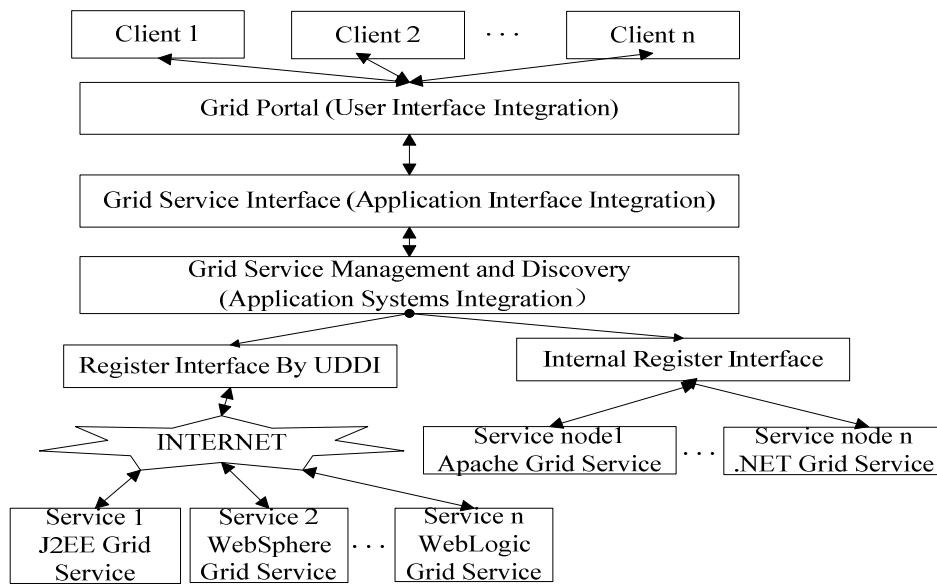 Client 1
Client 2
· · ·
Client n
Grid Portal (User Interface Integration)
Grid Service Interface (Application Interface Integration)
Grid Service Management and Discovery
(Application Systems Integration）
Register Interface By UDDI
Internal Register Interface
INTERNET
Service node1
Apache Grid Service
· · ·
Service node n
.NET Grid Service
Service 1
J2EE Grid
Service
Service 2
WebSphere
Grid Service
· · ·
Service n
WebLogic
Grid Service